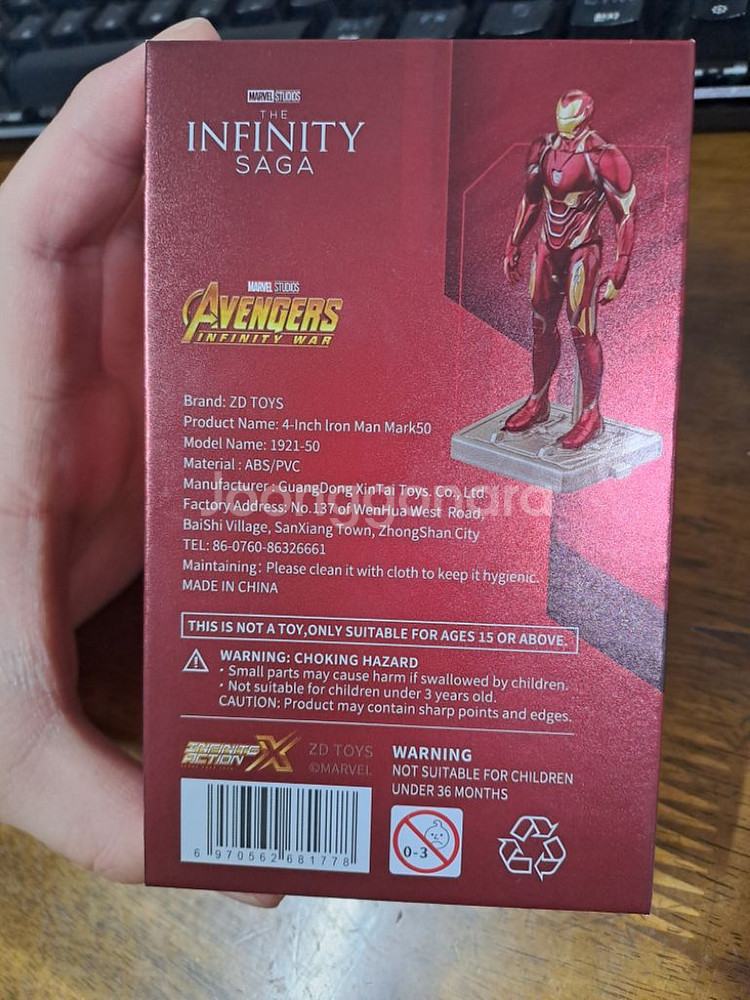 MARVEL STUDIOS
THE
INFINITY
SAGA
MARVEL STUDIOS
AVENGERS
INFINITY WAR
Brand: ZD TOYS
Product Name: 4-Inch Iron Man Mark50
Model Name: 1921-50
Material : ABS/PVC
Manufacturer : GuangDong XinTai Toys. Co., Ltd.
Joonggonara
Factory Address: No.137 of WenHua West Road,
BaiShi Village, SanXiang Town, ZhongShan City
TEL: 86-0760-86326661
Maintaining: Please clean it with cloth to keep it hygienic.
MADE IN CHINA
THIS IS NOT A TOY,ONLY SUITABLE FOR AGES 15 OR ABOVE.
WARNING: CHOKING HAZARD
· Small parts may cause harm if swallowed by children.
· Not suitable for children under 3 years old.
CAUTION: Product may contain sharp points and edges.
INFINITE
ACTION X
ZD TOYS
©MARVEL
WARNING
NOT SUITABLE FOR CHILDREN
UNDER 36 MONTHS
6 970562 681778
0-3